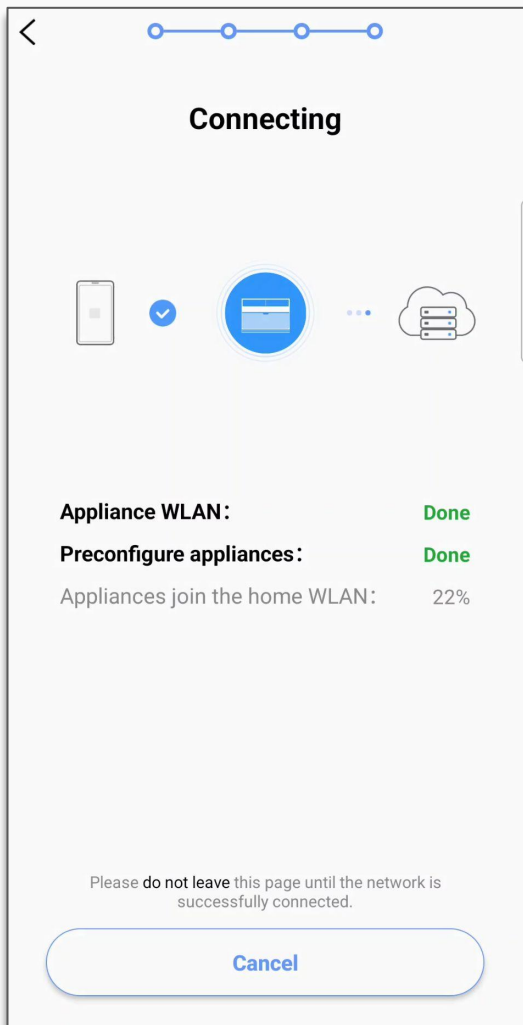 Connecting
Appliance WLAN： Done
Preconfigure appliances： Done
Appliances join the home WLAN： 22%
Please do not leave this page until the network is
successfully connected.
Cancel